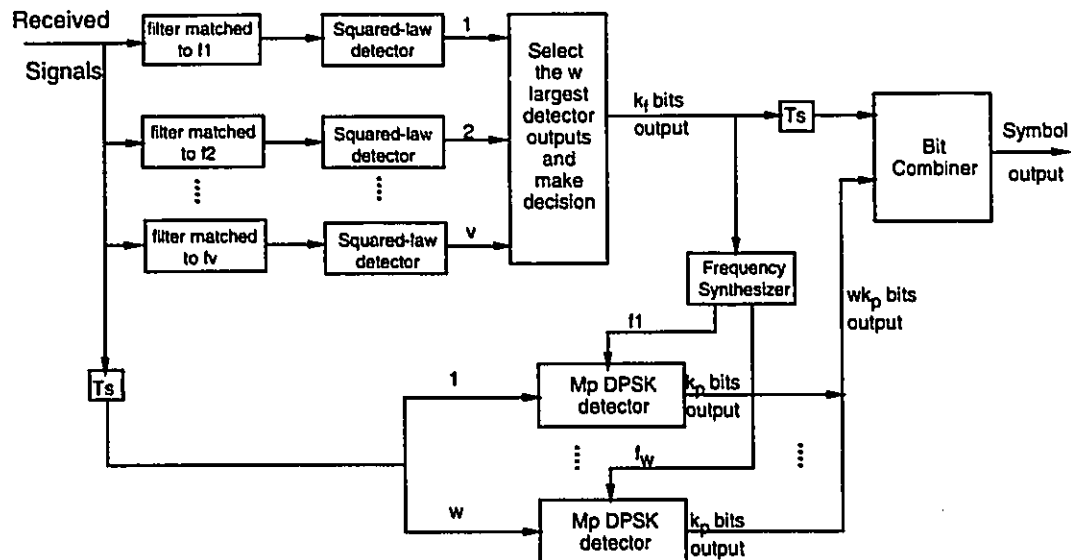 Received
Signals
filter matched
to f1
Squared-law
detector
1
filter matched
to f2
Squared-law
detector
2
filter matched
to fv
Squared-law
detector
v
Select
the w
largest
detector
outputs
and
make
decision
kf bits
output
Ts
Bit
Combiner
Symbol
output
Frequency
Synthesizer
wkp bits
output
f1
Ts
1
Mp DPSK
detector
kp bits
output
fw
w
Mp DPSK
detector
kp bits
output